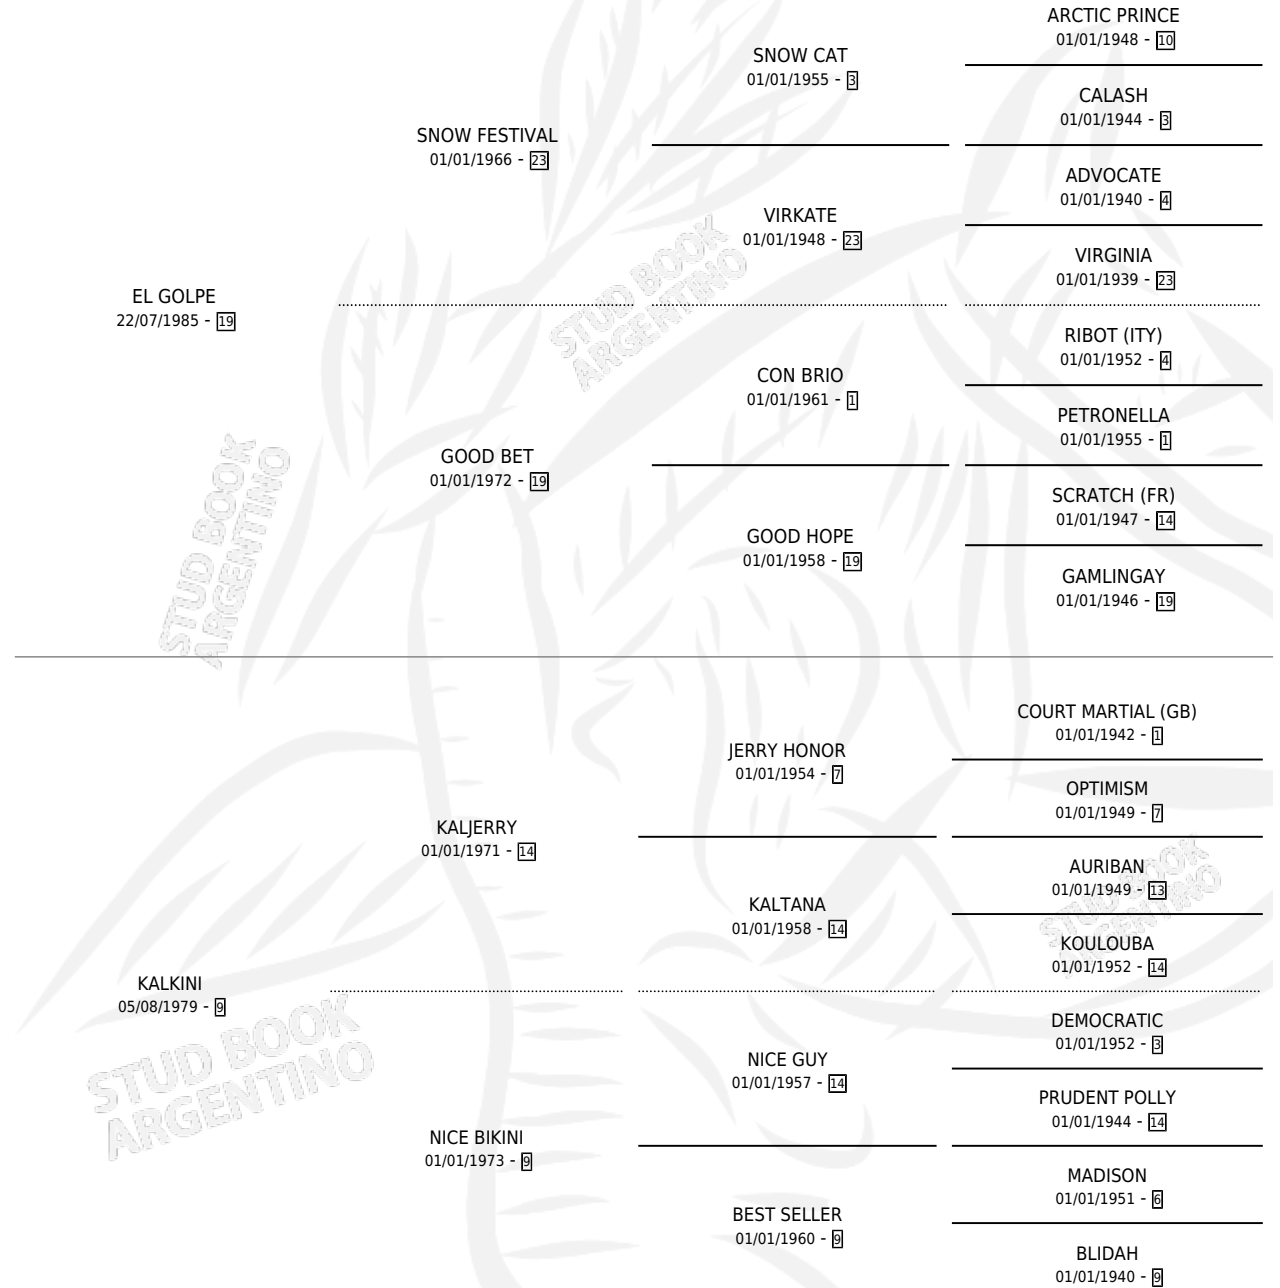 ARCTIC PRINCE
01/01/1948 - 10
SNOW CAT
01/01/1955 - 3
CALASH
01/01/1944 - 3
SNOW FESTIVAL
01/01/1966 - 23
ADVOCATE
01/01/1940 - 4
VIRKATE
01/01/1948 - 23
VIRGINIA
01/01/1939 - 23
EL GOLPE
22/07/1985 - 19
RIBOT (ITY)
01/01/1952 - 4
CON BRIO
01/01/1961 - 1
PETRONELLA
01/01/1955 - 1
GOOD BET
01/01/1972 - 19
SCRATCH (FR)
01/01/1947 - 14
GOOD HOPE
01/01/1958 - 19
GAMLINGAY
01/01/1946 - 19
STUD BOOK
ARGENTINO
STUD BOOK
ARGENTINO
COURT MARTIAL (GB)
01/01/1942 - 1
JERRY HONOR
01/01/1954 - 7
OPTIMISM
01/01/1949 - 7
KALJERRY
01/01/1971 - 14
AURIBAN
01/01/1949 - 13
KALTANA
01/01/1958 - 14
KOULOUBA
01/01/1952 - 14
KALKINI
05/08/1979 - 9
DEMOCRATIC
01/01/1952 - 3
NICE GUY
01/01/1957 - 14
PRUDENT POLLY
01/01/1944 - 14
NICE BIKINI
01/01/1973 - 9
MADISON
01/01/1951 - 6
BEST SELLER
01/01/1960 - 9
BLIDAH
01/01/1940 - 9
STUD BOOK
ARGENTINO
STUD BOOK
ARGENTINO